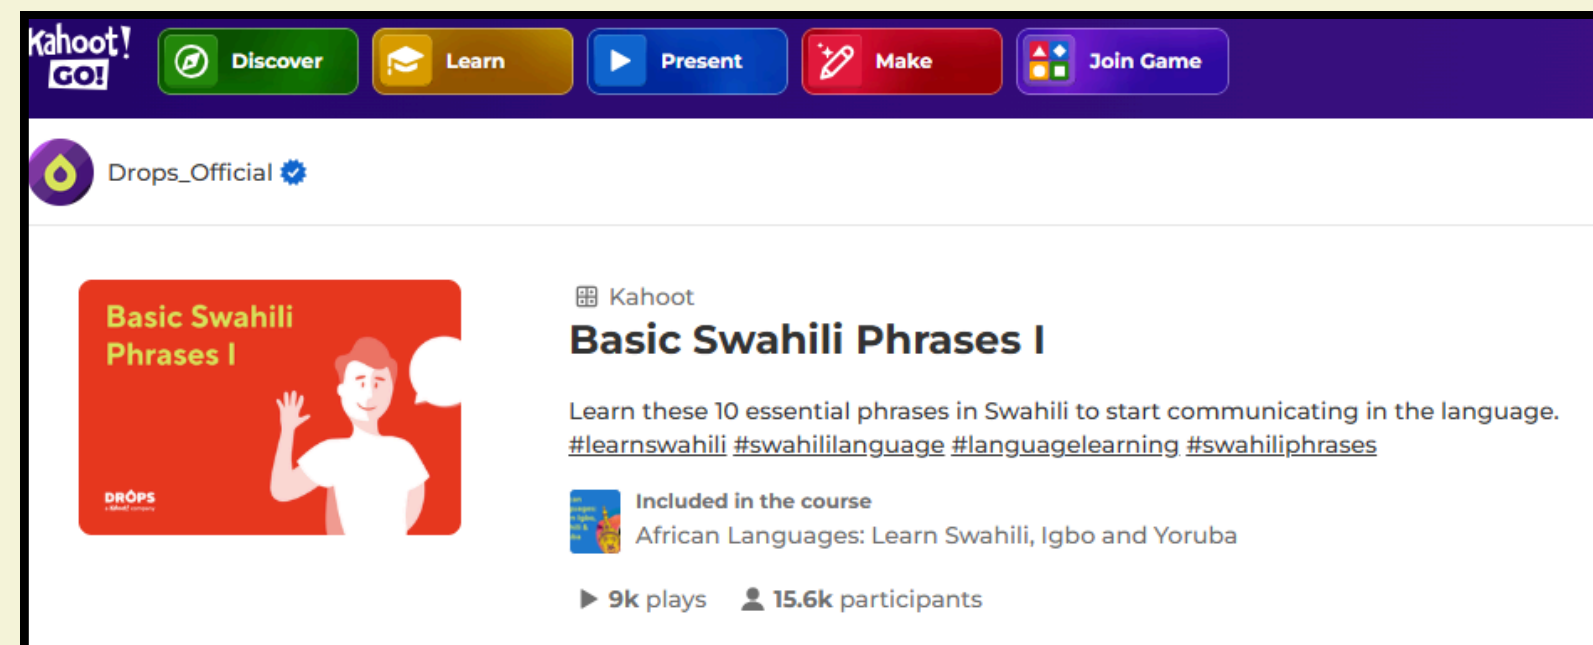 Kahoot!
GO!
Discover
Learn
Present
Make
Join Game
Drops_Official
Basic Swahili
Phrases I
DROPS
a Kahoot! company
Kahoot
Basic Swahili Phrases I
Learn these 10 essential phrases in Swahili to start communicating in the language.
#learnswahili #swahililanguage #languagelearning #swahiliphrases
Included in the course
African Languages: Learn Swahili, Igbo and Yoruba
9k plays 15.6k participants